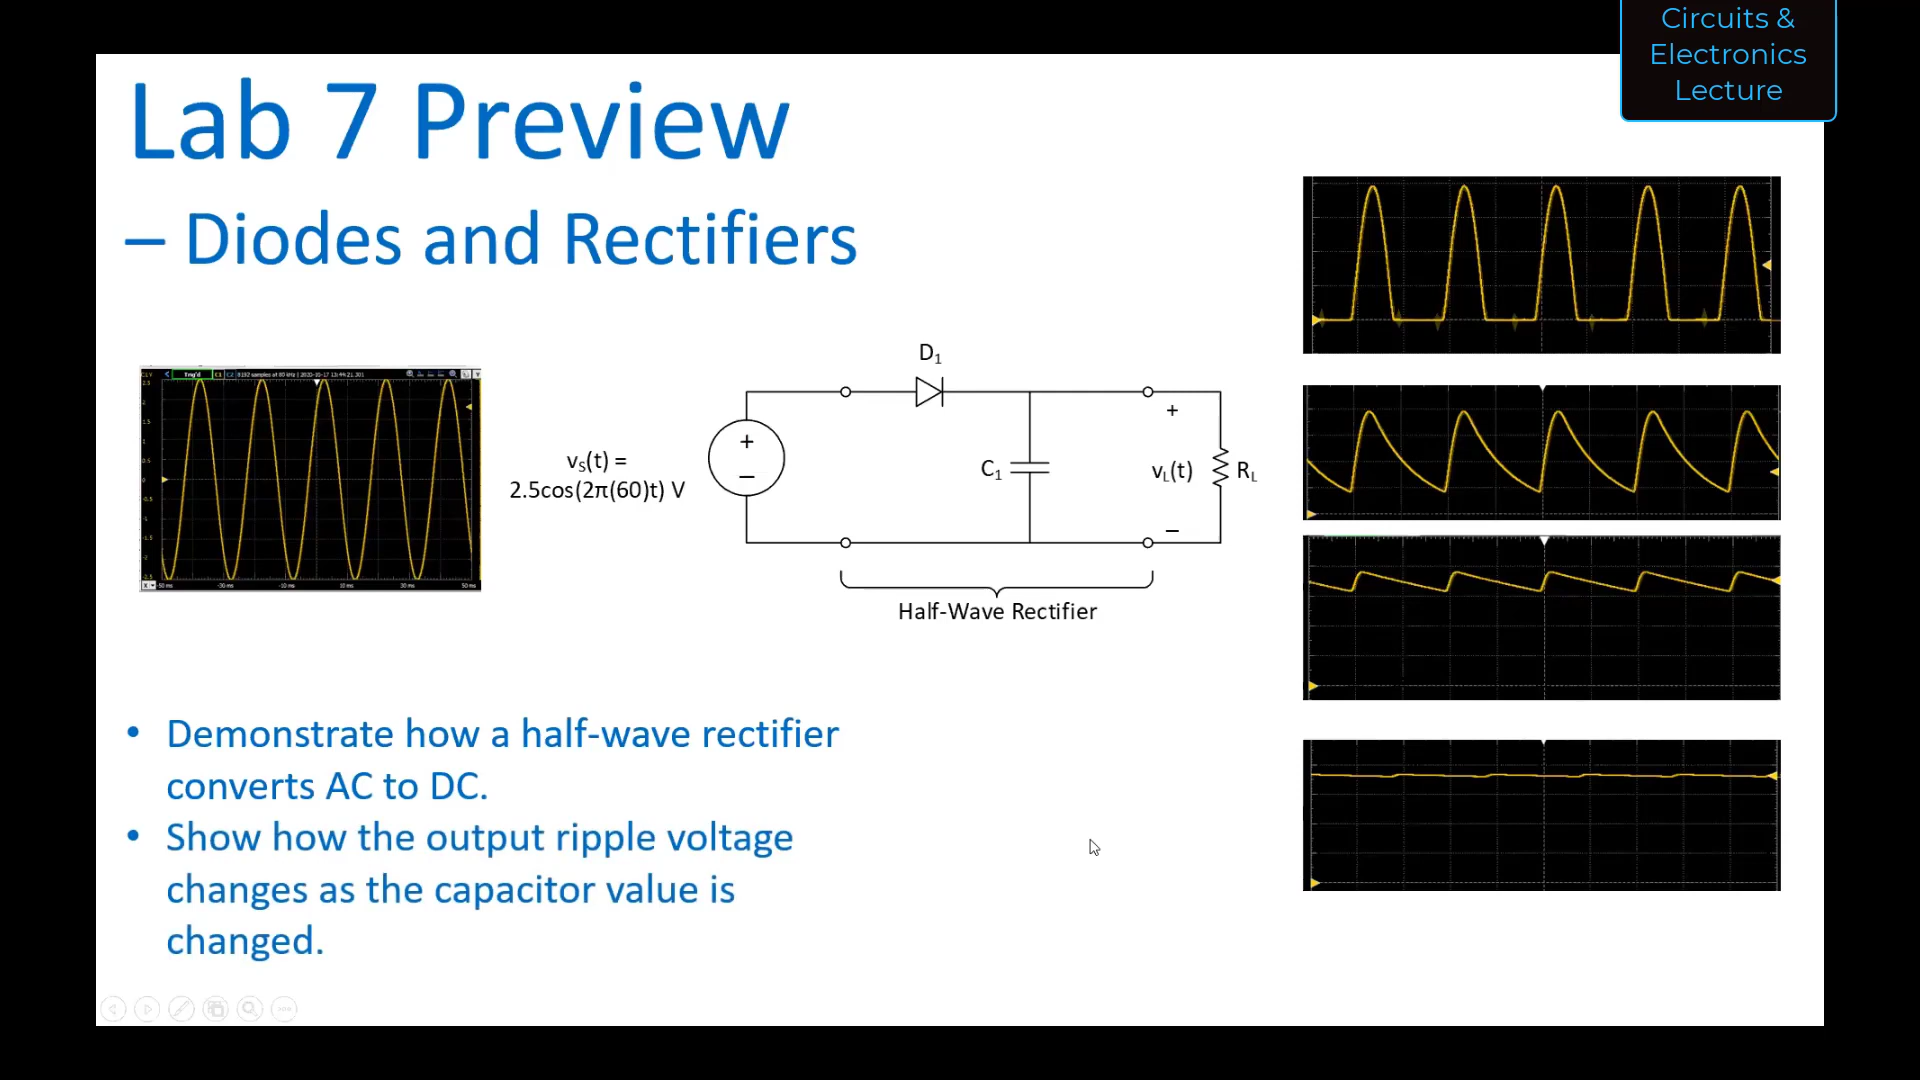 Circuits &
Electronics
Lecture
Lab 7 Preview
– Diodes and Rectifiers
D₁
vₛ(t) =
2.5cos(2π(60)t) V
+
−
C₁
+
v_L(t)
−
R_L
Half-Wave Rectifier
• Demonstrate how a half-wave rectifier
converts AC to DC.
• Show how the output ripple voltage
changes as the capacitor value is
changed.